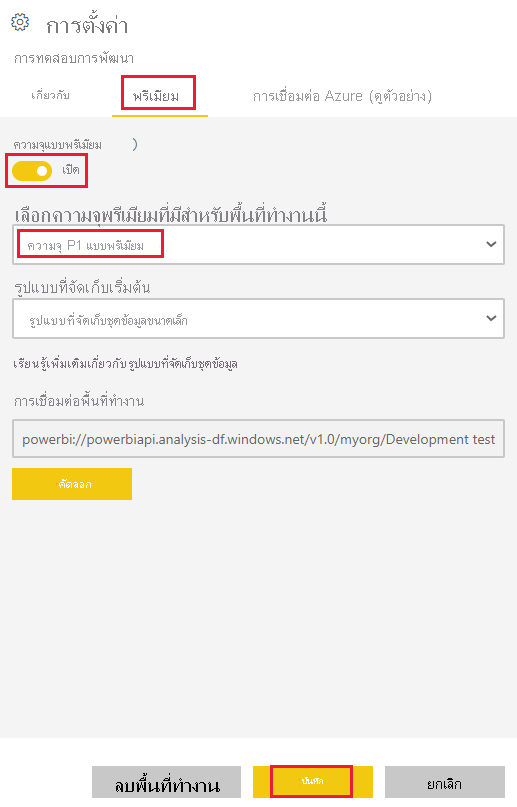 การตั้งค่า
การทดสอบการพัฒนา
เกี่ยวกับ พรีเมียม การเชื่อมต่อ Azure (ดูตัวอย่าง)
ความจุแบบพรีเมียม )
เปิด
เลือกความจุพรีเมียมที่มีสำหรับพื้นที่ทำงานนี้
ความจุ P1 แบบพรีเมียม
รูปแบบที่จัดเก็บเริ่มต้น
รูปแบบที่จัดเก็บชุดข้อมูลขนาดเล็ก
เรียนรู้เพิ่มเติมเกี่ยวกับรูปแบบที่จัดเก็บชุดข้อมูล
การเชื่อมต่อพื้นที่ทำงาน
powerbi://powerbiapi.analysis-df.windows.net/v1.0/myorg/Development test
คัดลอก
ลบพื้นที่ทำงาน บันทึก ยกเลิก